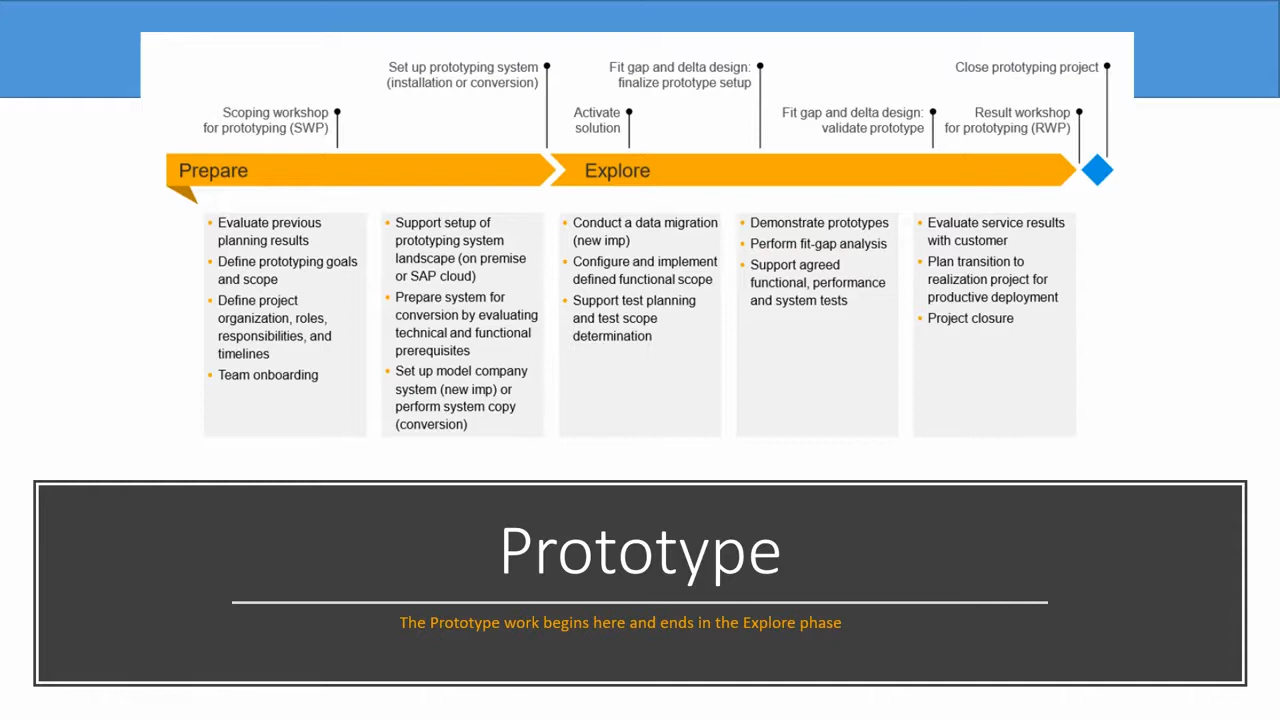 Set up prototyping system
(installation or conversion)
Fit gap and delta design:
finalize prototype setup
Close prototyping project
Scoping workshop
for prototyping (SWP)
Activate
solution
Fit gap and delta design:
validate prototype
Result workshop
for prototyping (RWP)
Prepare
Explore
• Evaluate previous
planning results
• Define prototyping goals
and scope
• Define project
organization, roles,
responsibilities, and
timelines
• Team onboarding
• Support setup of
prototyping system
landscape (on premise
or SAP cloud)
• Prepare system for
conversion by evaluating
technical and functional
prerequisites
• Set up model company
system (new imp) or
perform system copy
(conversion)
• Conduct a data migration
(new imp)
• Configure and implement
defined functional scope
• Support test planning
and test scope
determination
• Demonstrate prototypes
• Perform fit-gap analysis
• Support agreed
functional, performance
and system tests
• Evaluate service results
with customer
• Plan transition to
realization project for
productive deployment
• Project closure
Prototype
The Prototype work begins here and ends in the Explore phase